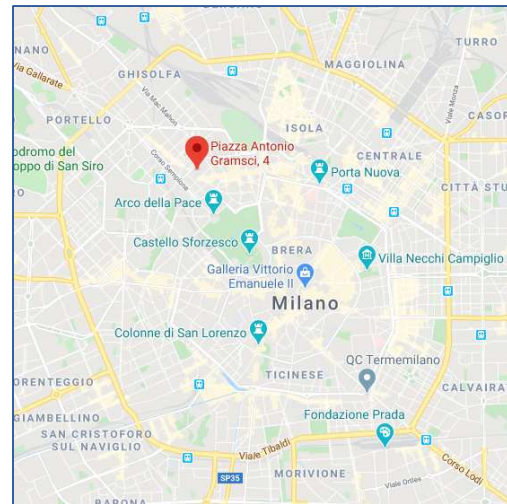 TURRO
NANO
MAGGIOLINA
Via Gallarate
GHISOLFA
Viale Monza
PORTELLO
Via Mac Mahon
CASOR
ISOLA
Piazza Antonio
Gramsci, 4
odromo del
oppo di San Siro
Corso Sempione
CENTRALE
Porta Nuova
CITTÀ STU
Arco della Pace
Castello Sforzesco
BRERA
Villa Necchi Campiglio
Galleria Vittorio
Emanuele II
Milano
Colonne di San Lorenzo
QC Termemilano
TICINESE
ORENTEGGIO
CALVAIRA
GIAMBELLINO
Fondazione Prada
SAN CRISTOFORO
SUL NAVIGLIO
Viale Tibaldi
SP35
MORIVIONE
Corso Lodi
Viale Ortles
BARONA